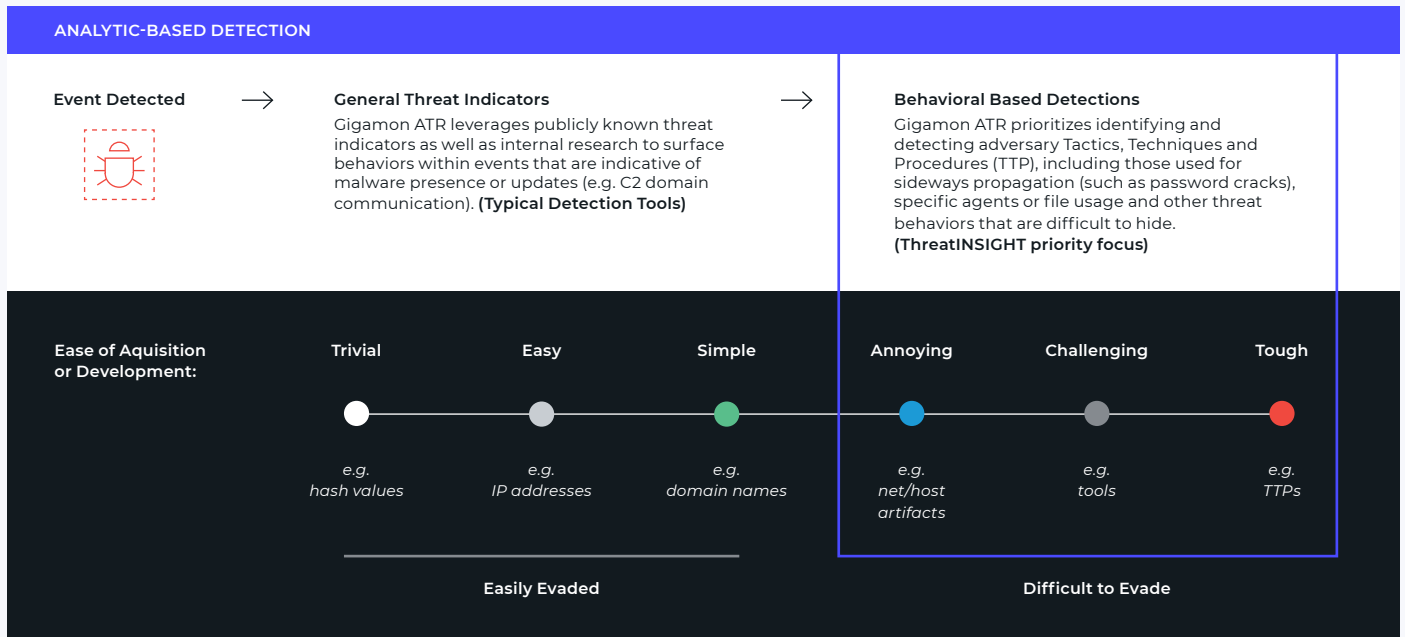 ANALYTIC-BASED DETECTION
Event Detected
General Threat Indicators
Gigamon ATR leverages publicly known threat
indicators as well as internal research to surface
behaviors within events that are indicative of
malware presence or updates (e.g. C2 domain
communication). (Typical Detection Tools)
Behavioral Based Detections
Gigamon ATR prioritizes identifying and
detecting adversary Tactics, Techniques and
Procedures (TTP), including those used for
sideways propagation (such as password cracks),
specific agents or file usage and other threat
behaviors that are difficult to hide.
(ThreatINSIGHT priority focus)
Ease of Aquisition
or Development:
Trivial
Easy
Simple
Annoying
Challenging
Tough
e.g.
hash values
e.g.
IP addresses
e.g.
domain names
e.g.
net/host
artifacts
e.g.
tools
e.g.
TTPs
Easily Evaded
Difficult to Evade